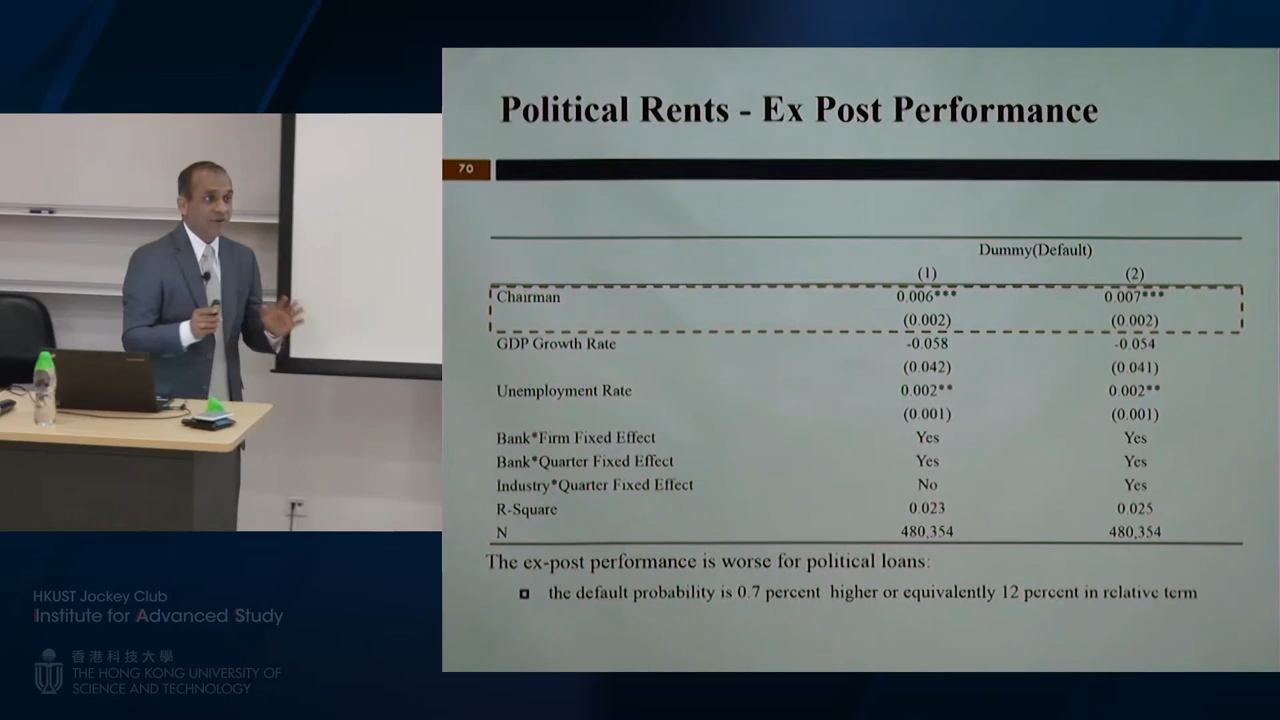 Political Rents - Ex Post Performance
70
Dummy(Default)
(1) (2)
Chairman 0.006*** 0.007***
(0.002) (0.002)
GDP Growth Rate -0.058 -0.054
(0.042) (0.041)
Unemployment Rate 0.002** 0.002**
(0.001) (0.001)
Bank*Firm Fixed Effect Yes Yes
Bank*Quarter Fixed Effect Yes Yes
Industry*Quarter Fixed Effect No Yes
R-Square 0.023 0.025
N 480,354 480,354
The ex-post performance is worse for political loans:
the default probability is 0.7 percent higher or equivalently 12 percent in relative term
HKUST Jockey Club
Institute for Advanced Study
香港科技大學
THE HONG KONG UNIVERSITY OF
SCIENCE AND TECHNOLOGY